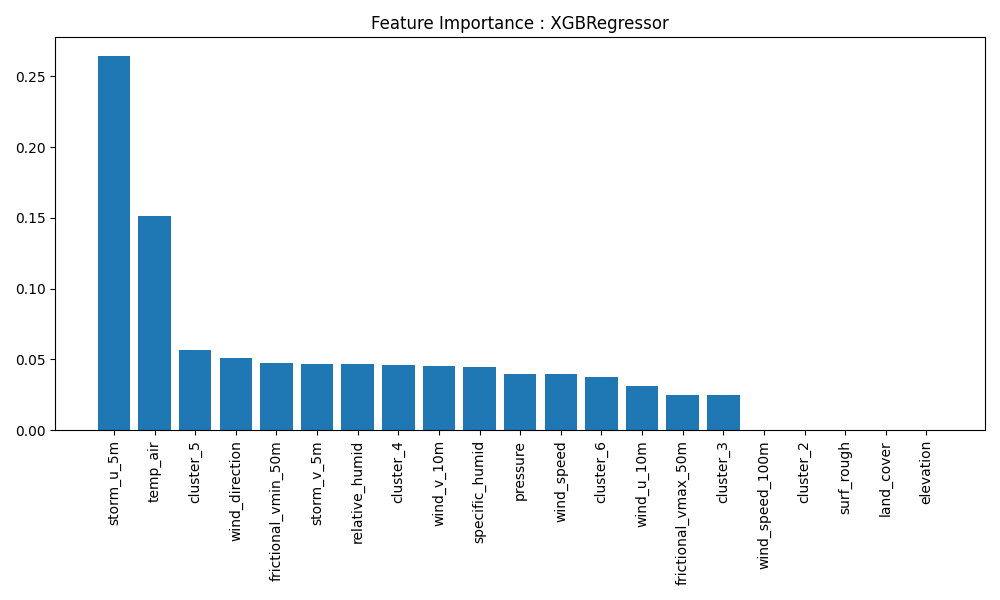 Feature Importance : XGBRegressor
0.25
0.20
0.15
0.10
0.05
0.00
storm_u_5m
temp_air
cluster_5
wind_direction
frictional_vmin_50m
storm_v_5m
relative_humid
cluster_4
wind_v_10m
specific_humid
pressure
wind_speed
cluster_6
wind_u_10m
frictional_vmax_50m
cluster_3
wind_speed_100m
cluster_2
surf_rough
land_cover
elevation